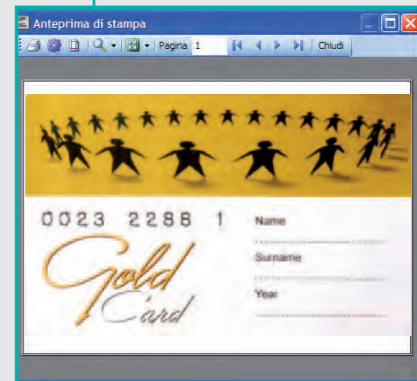 Anteprima di stampa
Pagina 1 Chiudi
0023 2288 1
Name
Surname
Year
Gold
Card